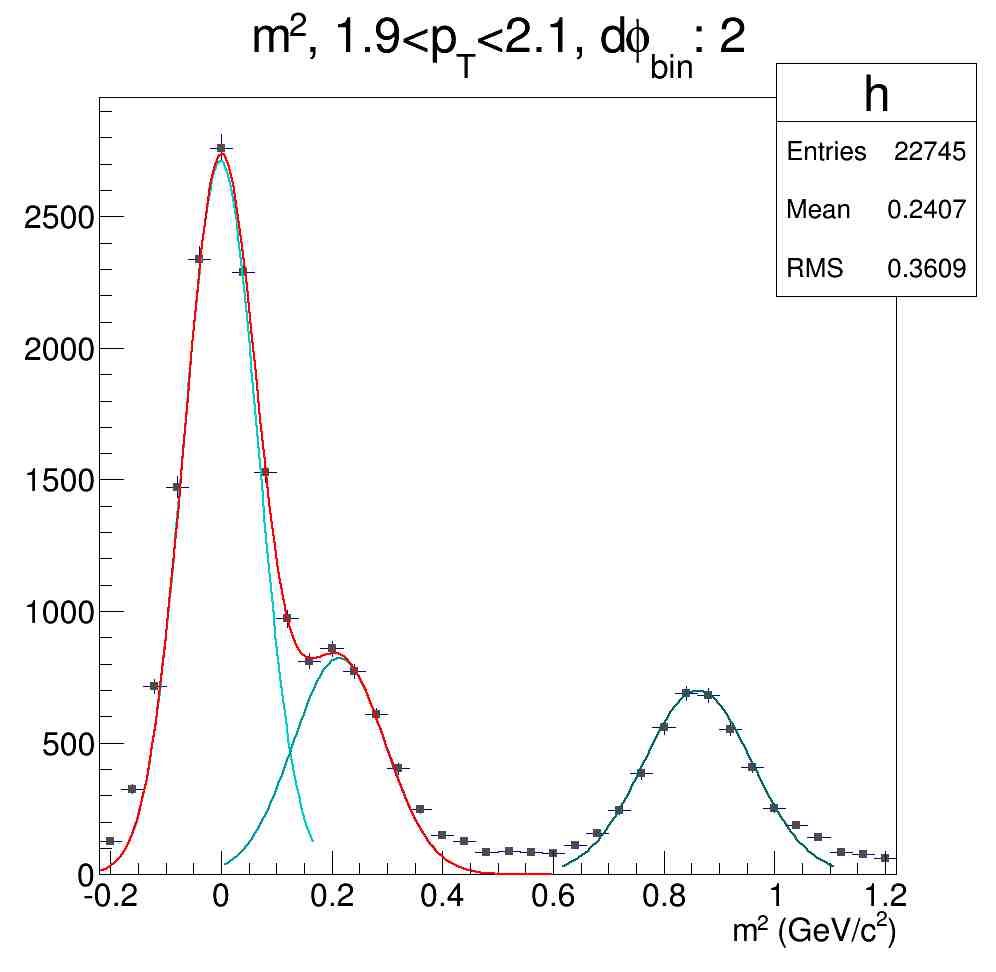 m², 1.9<p_T<2.1, dϕ_bin: 2
h
Entries 22745
Mean 0.2407
RMS 0.3609
2500
2000
1500
1000
500
0
-0.2 0 0.2 0.4 0.6 0.8 1 1.2
m² (GeV/c²)